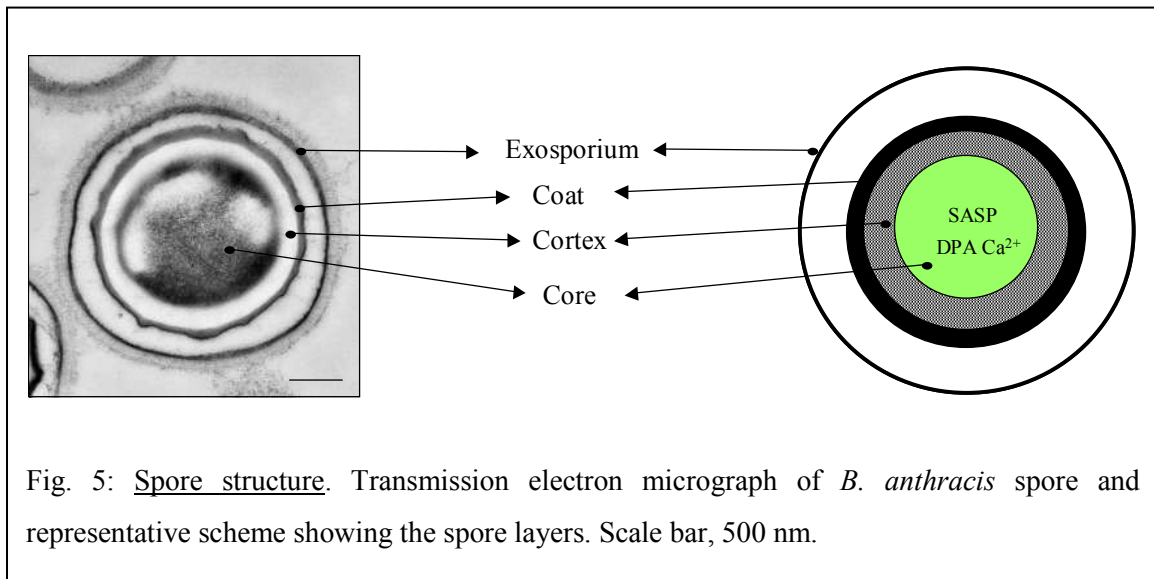 Exosporium
Coat
Cortex
Core
SASP
DPA Ca²⁺
Fig. 5: Spore structure. Transmission electron micrograph of B. anthracis spore and
representative scheme showing the spore layers. Scale bar, 500 nm.